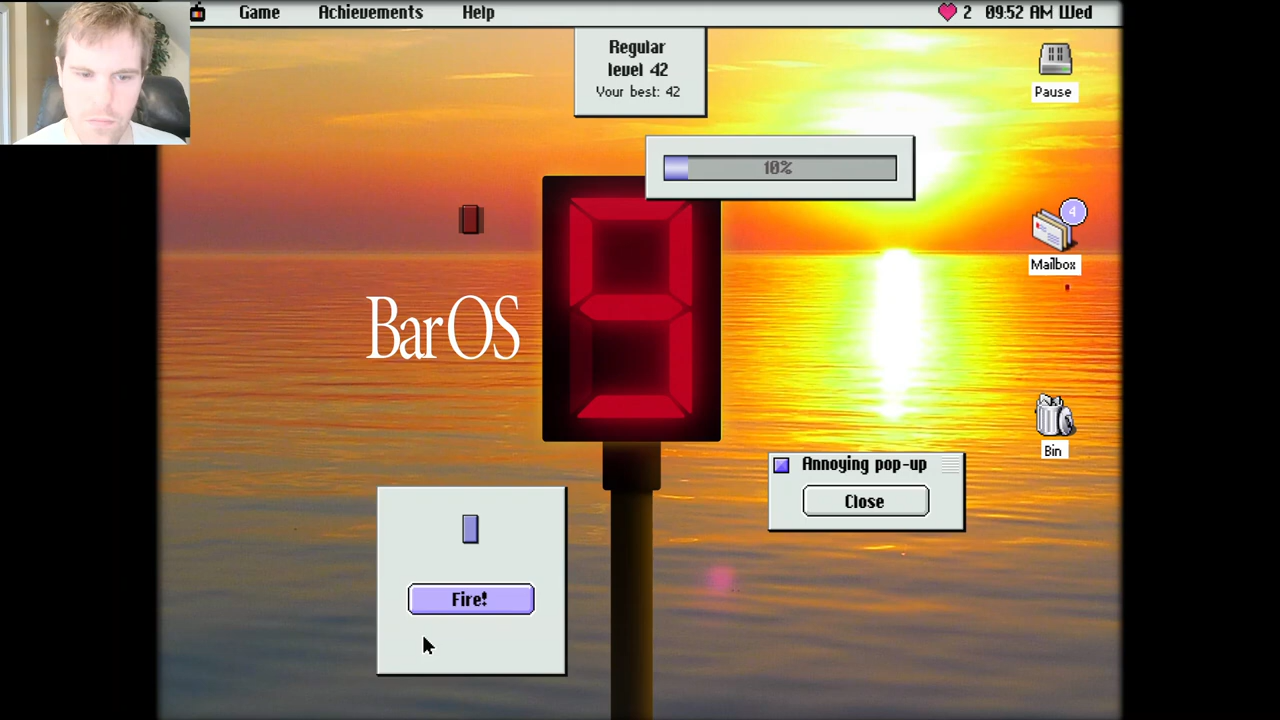 Game Achievements Help 2 09:52 AM Wed
Regular
level 42
Your best: 42
Pause
10%
4
Mailbox
BarOS
9
Bin
Annoying pop-up
Close
Fire!